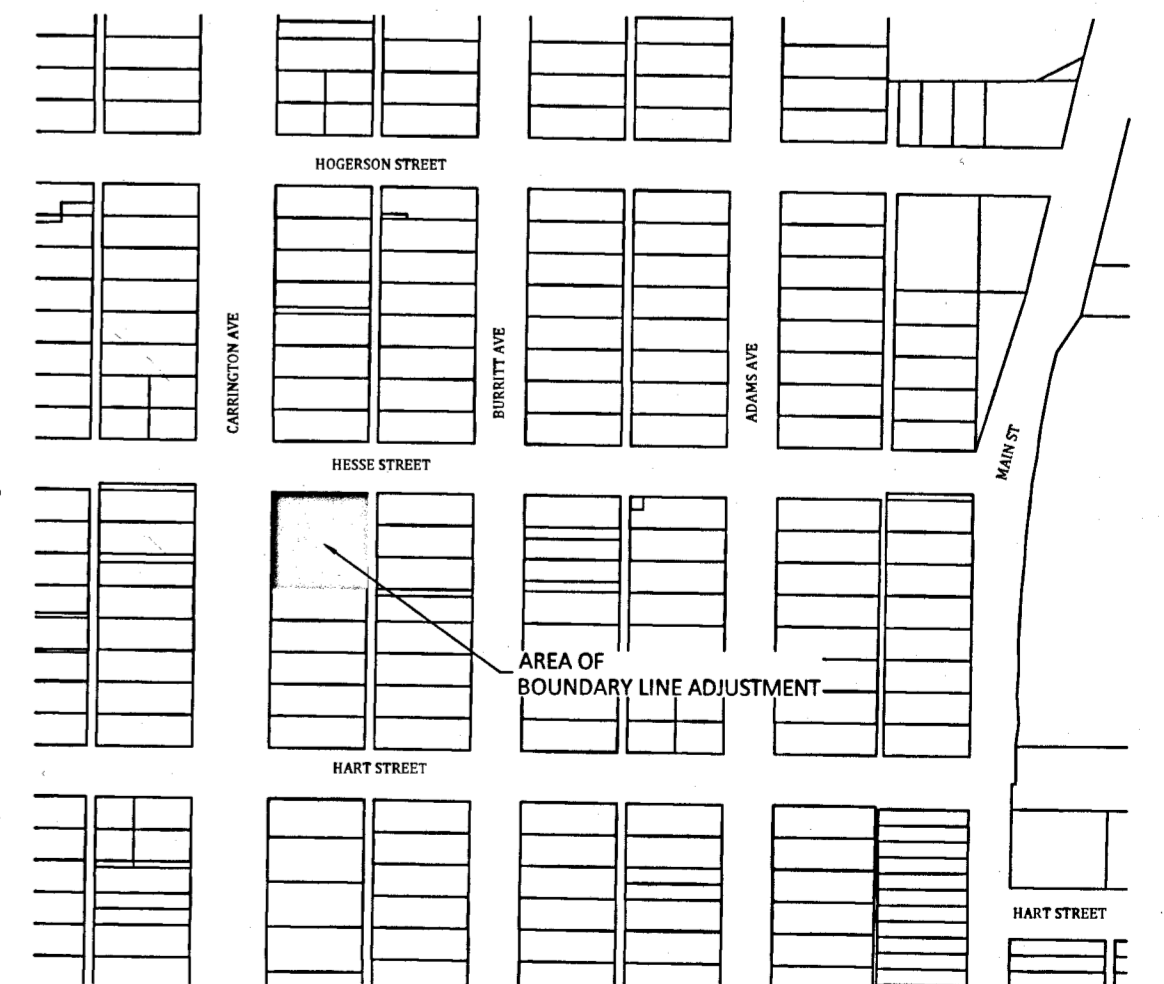 HOGERSON STREET
CARRINGTON AVE
BURRITT AVE
ADAMS AVE
MAIN ST
HESSE STREET
AREA OF
BOUNDARY LINE ADJUSTMENT
HART STREET
HART STREET